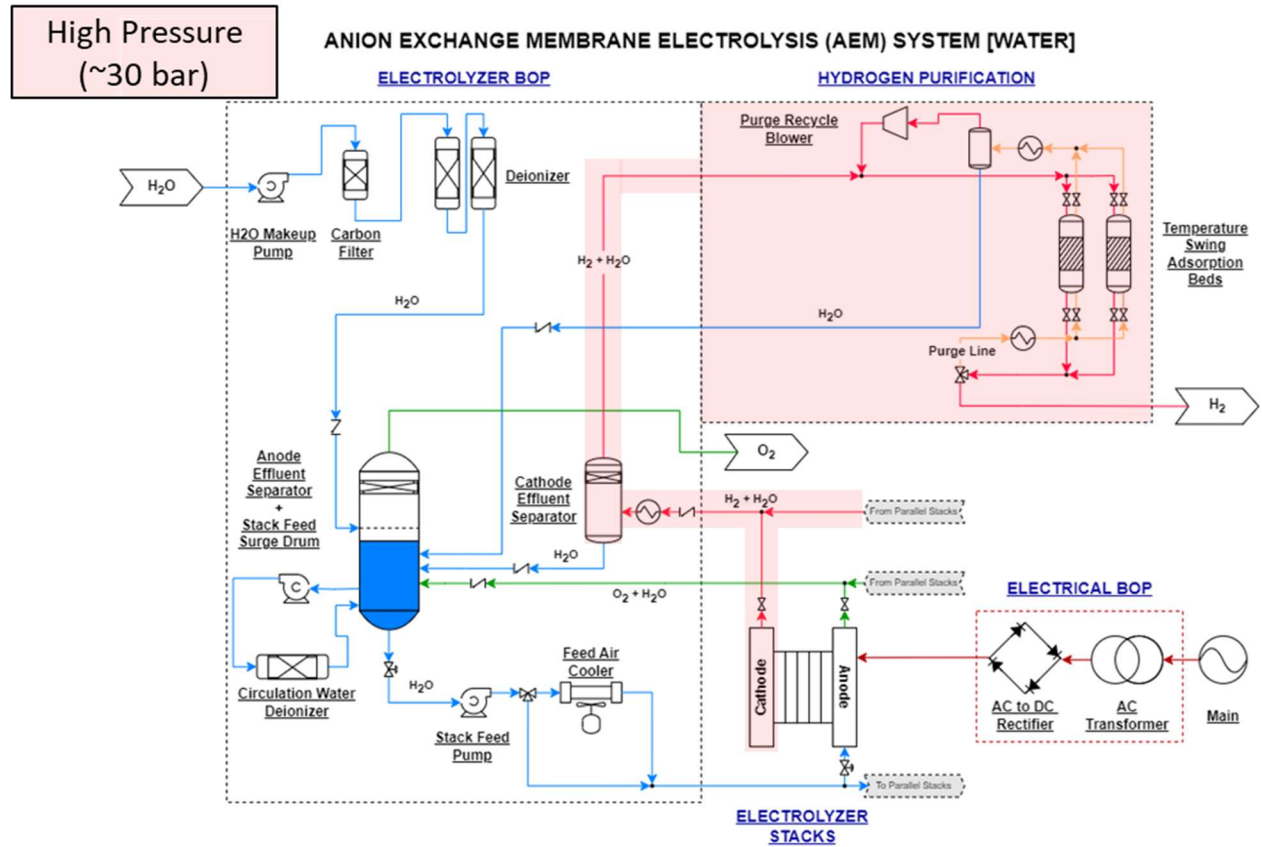 High Pressure
(~30 bar)
ANION EXCHANGE MEMBRANE ELECTROLYSIS (AEM) SYSTEM [WATER]
ELECTROLYZER BOP
HYDROGEN PURIFICATION
H₂O
H2O Makeup
Pump
Carbon
Filter
Deionizer
Purge Recycle
Blower
Temperature
Swing
Adsorption
Beds
H₂ + H₂O
H₂O
H₂O
Purge Line
H₂
O₂
Anode
Effluent
Separator
+
Stack Feed
Surge Drum
Cathode
Effluent
Separator
H₂ + H₂O
From Parallel Stacks
H₂O
O₂ + H₂O
From Parallel Stacks
C
Circulation Water
Deionizer
H₂O
C
Stack Feed
Pump
Feed Air
Cooler
Cathode
Anode
ELECTRICAL BOP
AC to DC
Rectifier
AC
Transformer
Main
To Parallel Stacks
ELECTROLYZER
STACKS